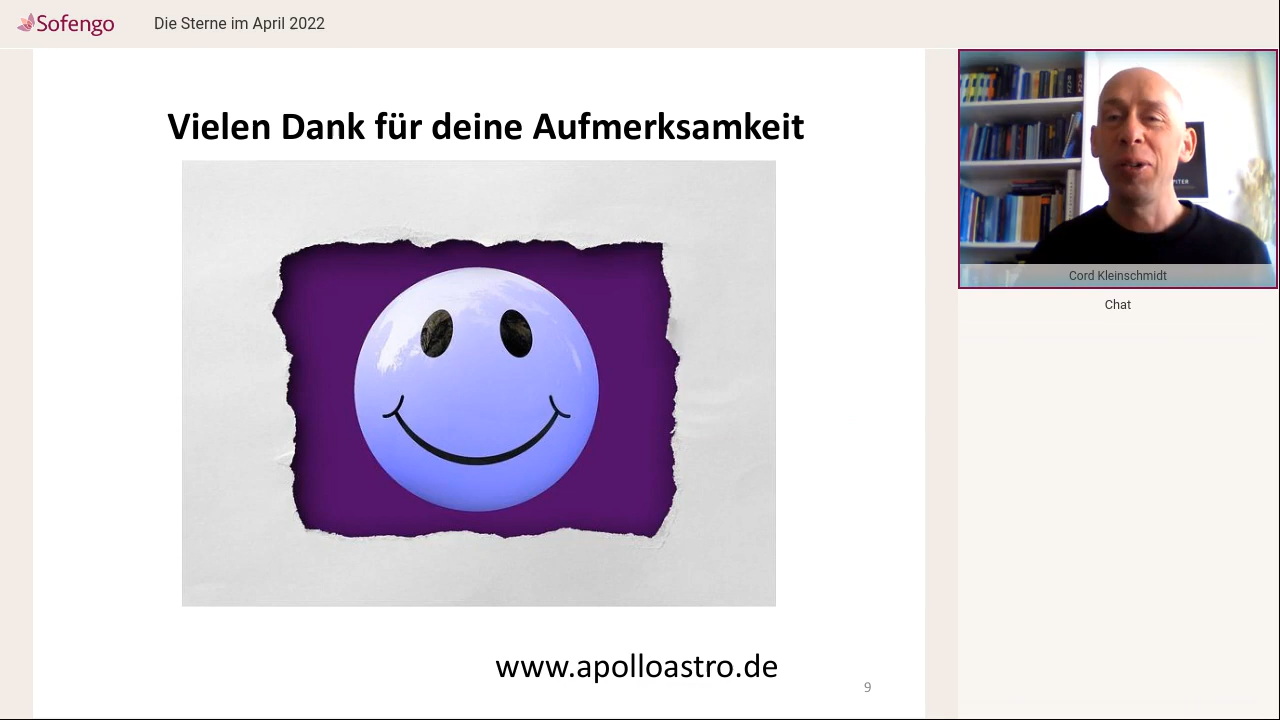 Sofengo
Die Sterne im April 2022
Vielen Dank für deine Aufmerksamkeit
www.apolloastro.de
9
Cord Kleinschmidt
Chat